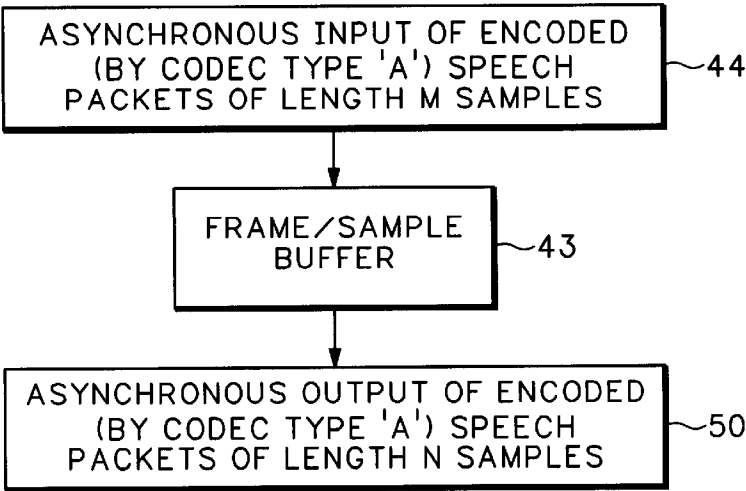 ASYNCHRONOUS INPUT OF ENCODED
(BY CODEC TYPE 'A') SPEECH
PACKETS OF LENGTH M SAMPLES
44
FRAME/SAMPLE
BUFFER
43
ASYNCHRONOUS OUTPUT OF ENCODED
(BY CODEC TYPE 'A') SPEECH
PACKETS OF LENGTH N SAMPLES
50